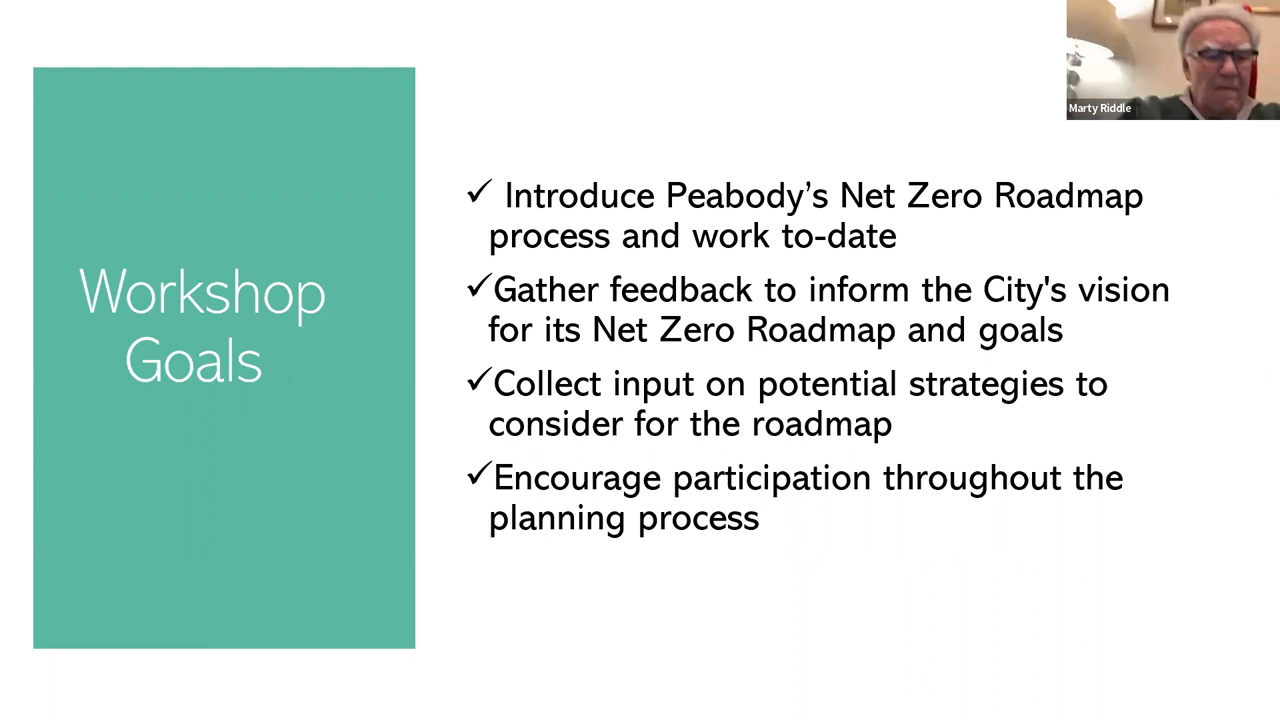 Marty Riddle
Workshop
Goals
✓ Introduce Peabody’s Net Zero Roadmap
process and work to-date
✓Gather feedback to inform the City's vision
for its Net Zero Roadmap and goals
✓Collect input on potential strategies to
consider for the roadmap
✓Encourage participation throughout the
planning process